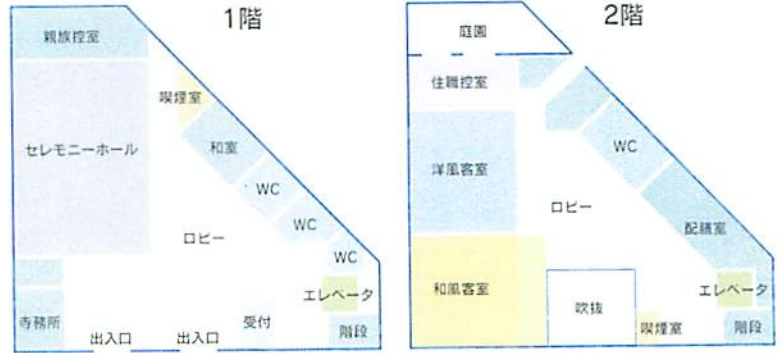 1階
親族控室
喫煙室
和室
セレモニーホール
WC
WC
ロビー
WC
エレベータ
寺務所
出入口
出入口
受付
階段
2階
庭園
住職控室
WC
洋風客室
ロビー
配膳室
和風客室
吹抜
エレベータ
喫煙室
階段